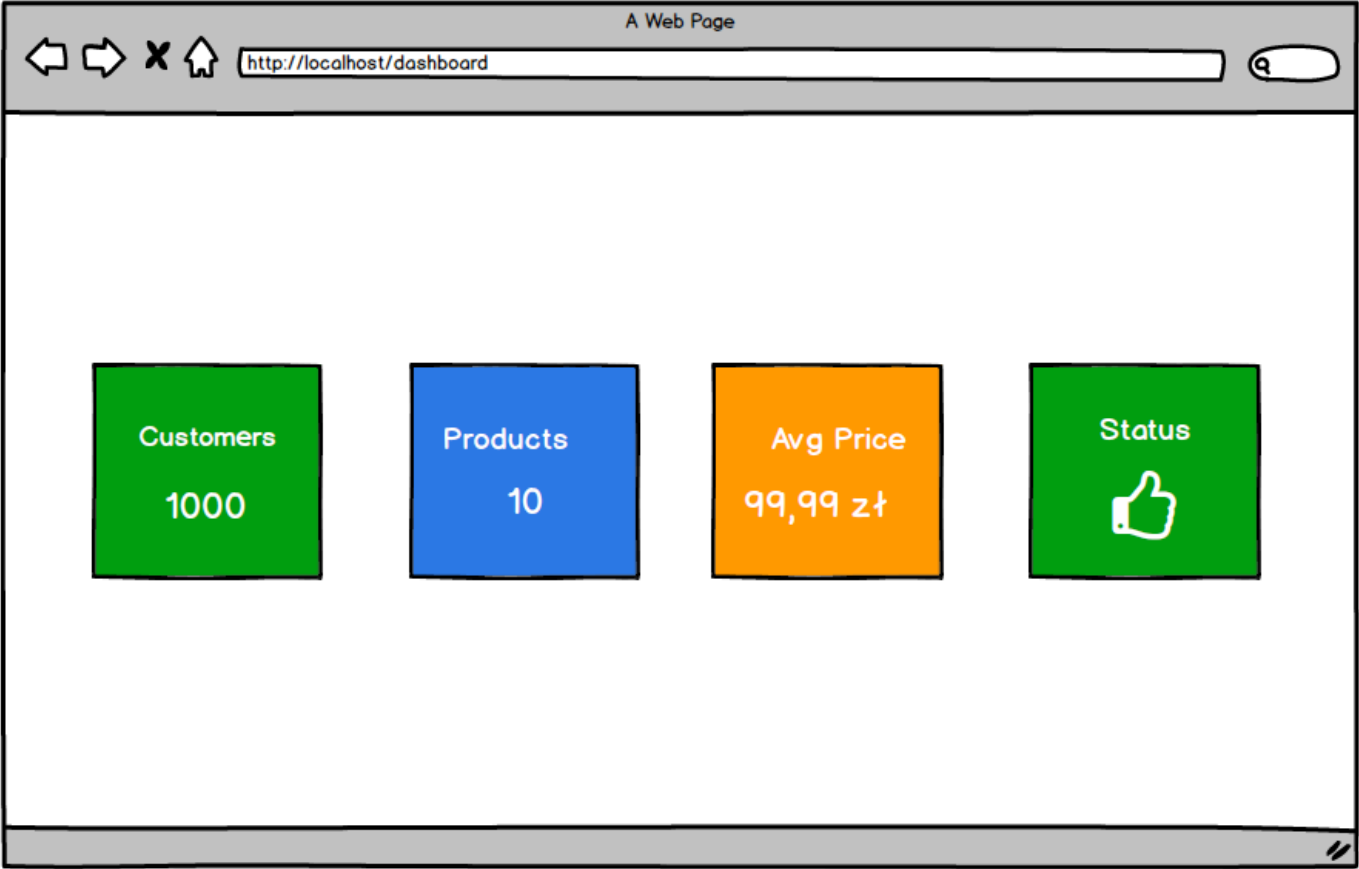 A Web Page
http://localhost/dashboard
Customers
1000
Products
10
Avg Price
99,99 zł
Status